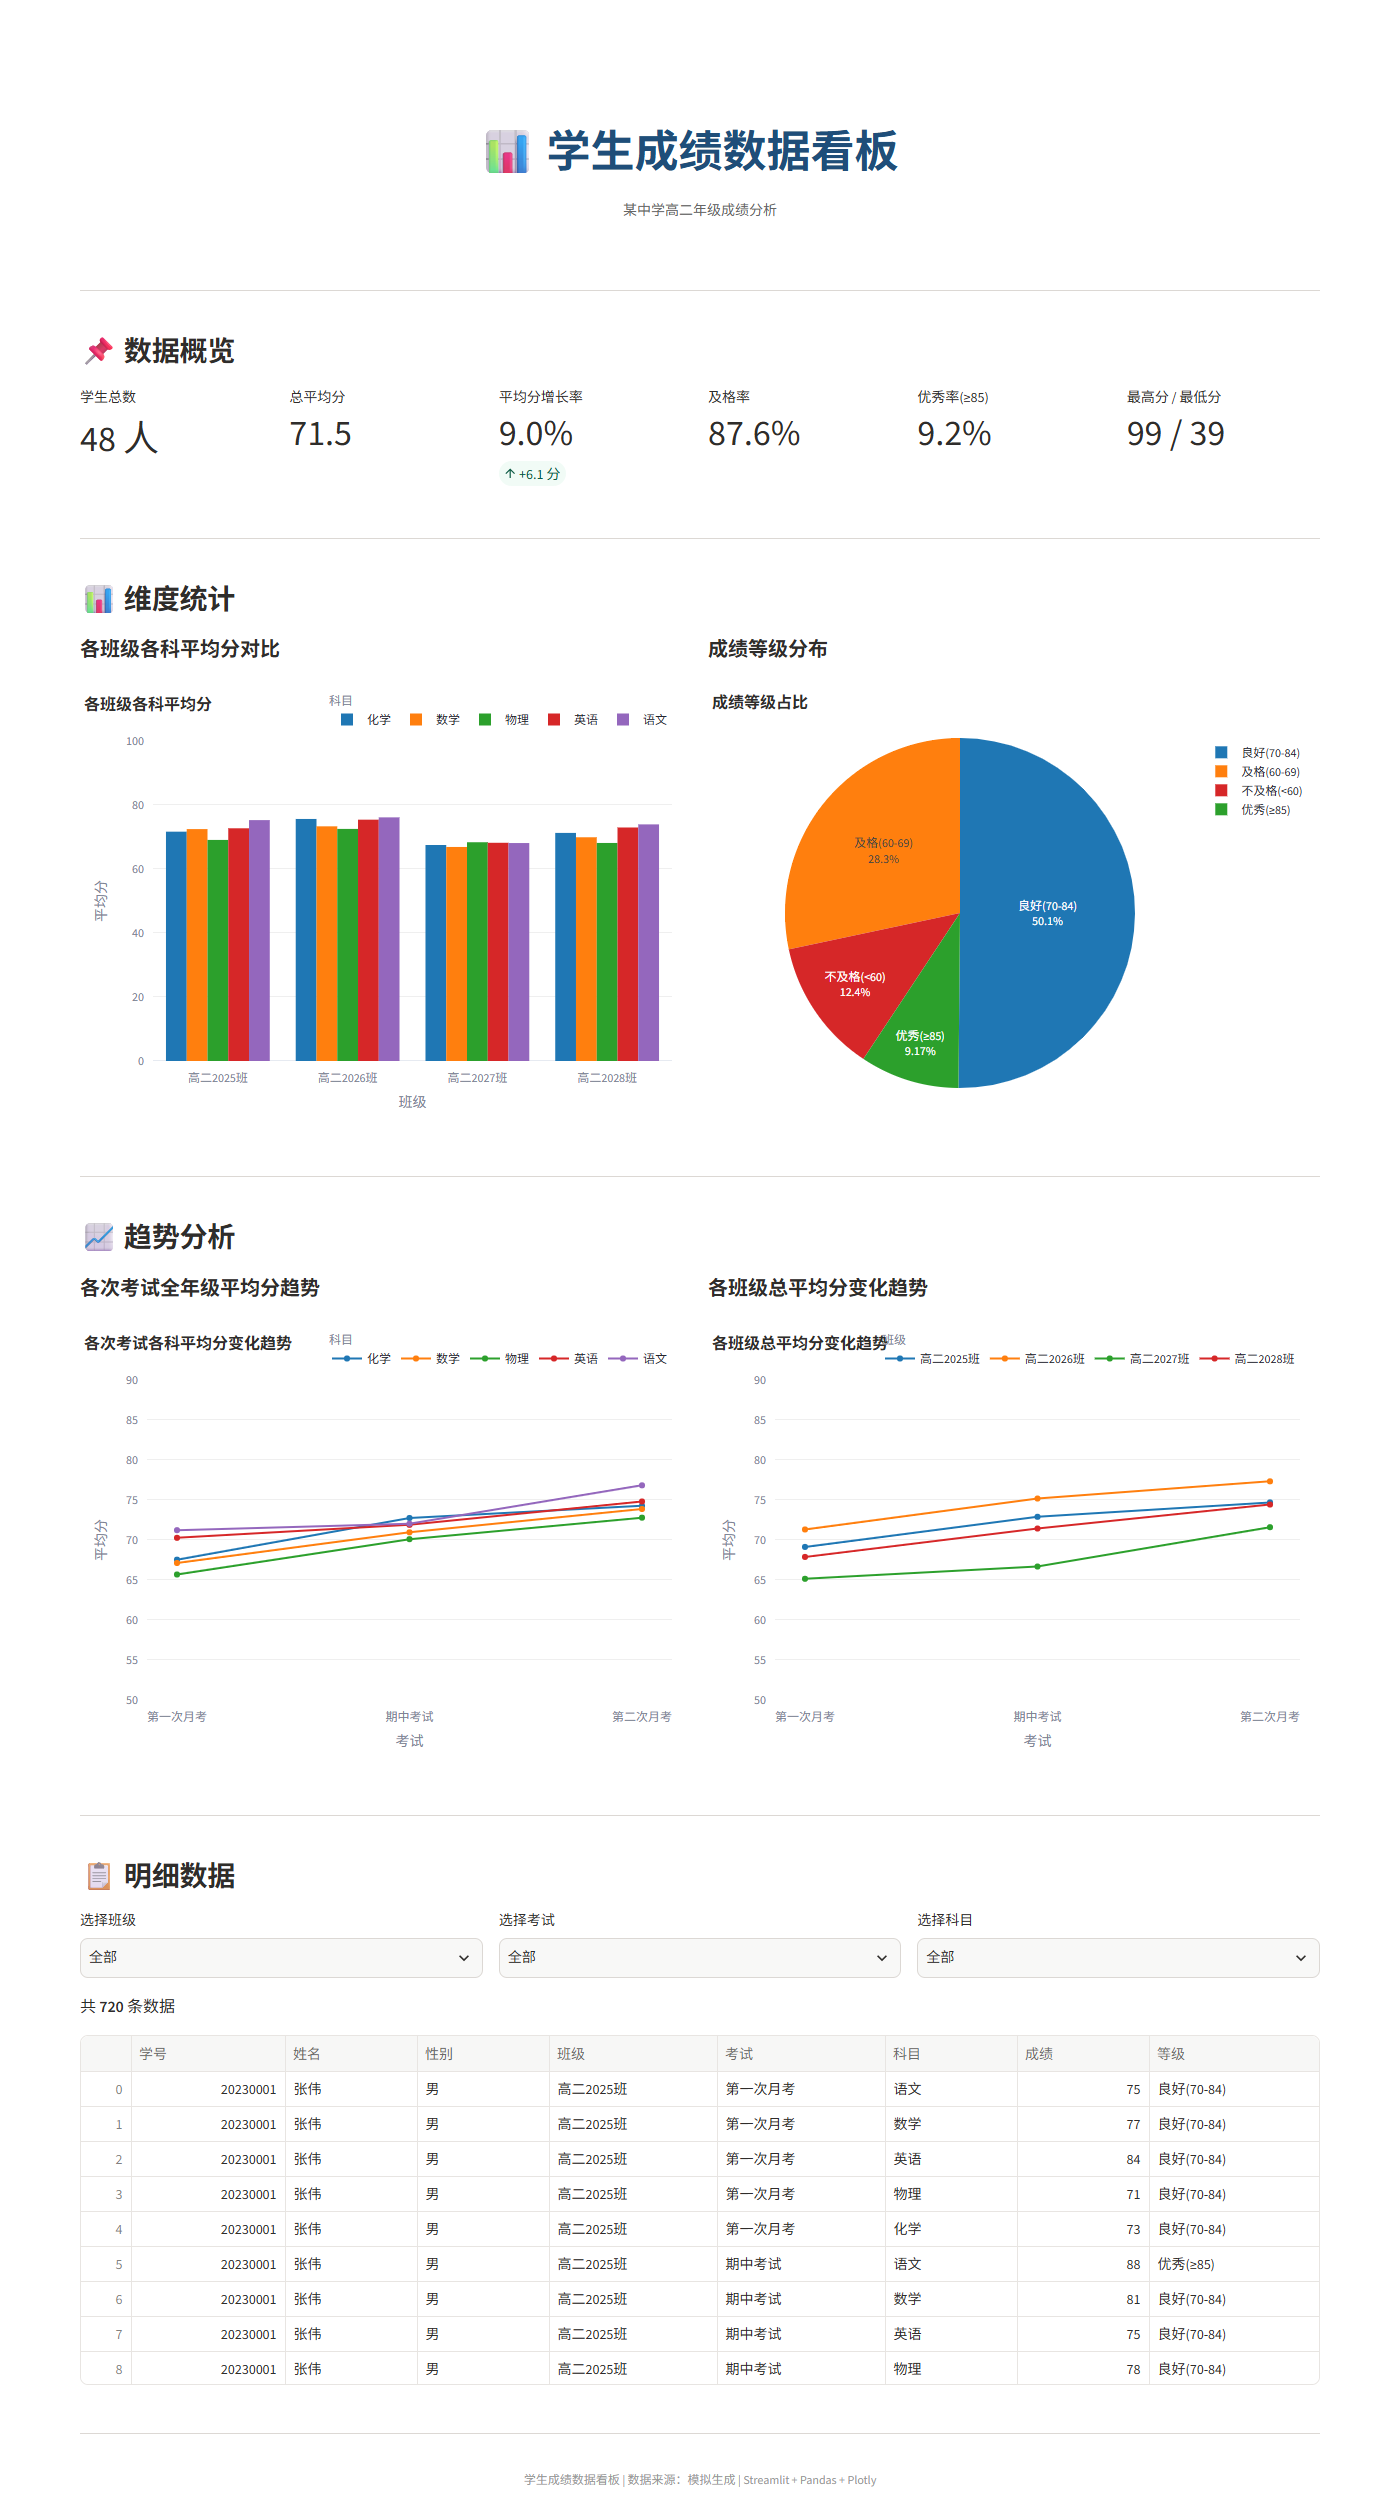 学生成绩数据看板
某中学高二年级成绩分析
数据概览
学生总数
48 人
总平均分
71.5
平均分增长率
9.0%
↑ +6.1 分
及格率
87.6%
优秀率(≥85)
9.2%
最高分 / 最低分
99 / 39
维度统计
各班级各科平均分对比
各班级各科平均分
科目
化学 数学 物理 英语 语文
100
80
60
40
20
0
平均分
高二2025班 高二2026班 高二2027班 高二2028班
班级
成绩等级分布
成绩等级占比
良好(70-84)
及格(60-69)
不及格(<60)
优秀(≥85)
及格(60-69)
28.3%
良好(70-84)
50.1%
不及格(<60)
12.4%
优秀(≥85)
9.17%
趋势分析
各次考试全年级平均分趋势
各次考试各科平均分变化趋势
科目
化学 数学 物理 英语 语文
90
85
80
75
70
65
60
55
50
平均分
第一次月考 期中考试 第二次月考
考试
各班级总平均分变化趋势
各班级总平均分变化趋势
班级
高二2025班 高二2026班 高二2027班 高二2028班
90
85
80
75
70
65
60
55
50
平均分
第一次月考 期中考试 第二次月考
考试
明细数据
选择班级
全部
选择考试
全部
选择科目
全部
共 720 条数据
学号 姓名 性别 班级 考试 科目 成绩 等级
0 20230001 张伟 男 高二2025班 第一次月考 语文 75 良好(70-84)
1 20230001 张伟 男 高二2025班 第一次月考 数学 77 良好(70-84)
2 20230001 张伟 男 高二2025班 第一次月考 英语 84 良好(70-84)
3 20230001 张伟 男 高二2025班 第一次月考 物理 71 良好(70-84)
4 20230001 张伟 男 高二2025班 第一次月考 化学 73 良好(70-84)
5 20230001 张伟 男 高二2025班 期中考试 语文 88 优秀(≥85)
6 20230001 张伟 男 高二2025班 期中考试 数学 81 良好(70-84)
7 20230001 张伟 男 高二2025班 期中考试 英语 75 良好(70-84)
8 20230001 张伟 男 高二2025班 期中考试 物理 78 良好(70-84)
学生成绩数据看板 | 数据来源：模拟生成 | Streamlit + Pandas + Plotly